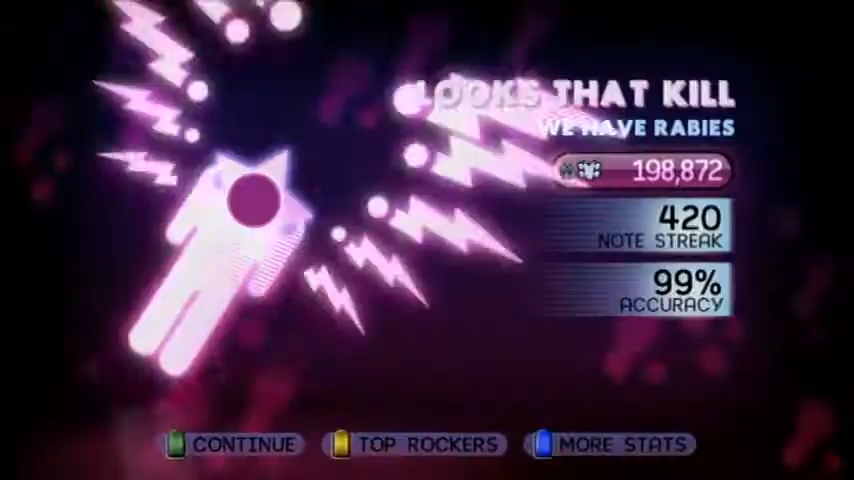 LOOKS THAT KILL
WE HAVE RABIES
198,872
420
NOTE STREAK
99%
ACCURACY
CONTINUE TOP ROCKERS MORE STATS